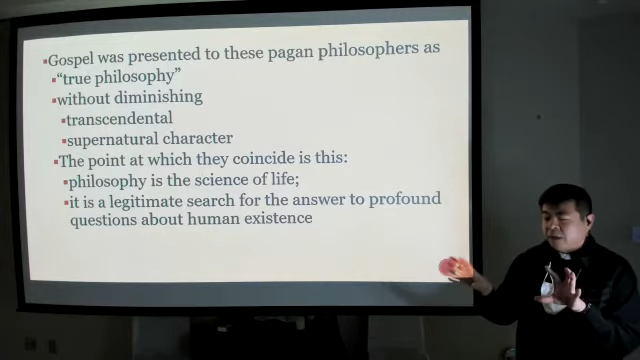 Gospel was presented to these pagan philosophers as
"true philosophy"
without diminishing
transcendental
supernatural character
The point at which they coincide is this:
philosophy is the science of life;
it is a legitimate search for the answer to profound
questions about human existence